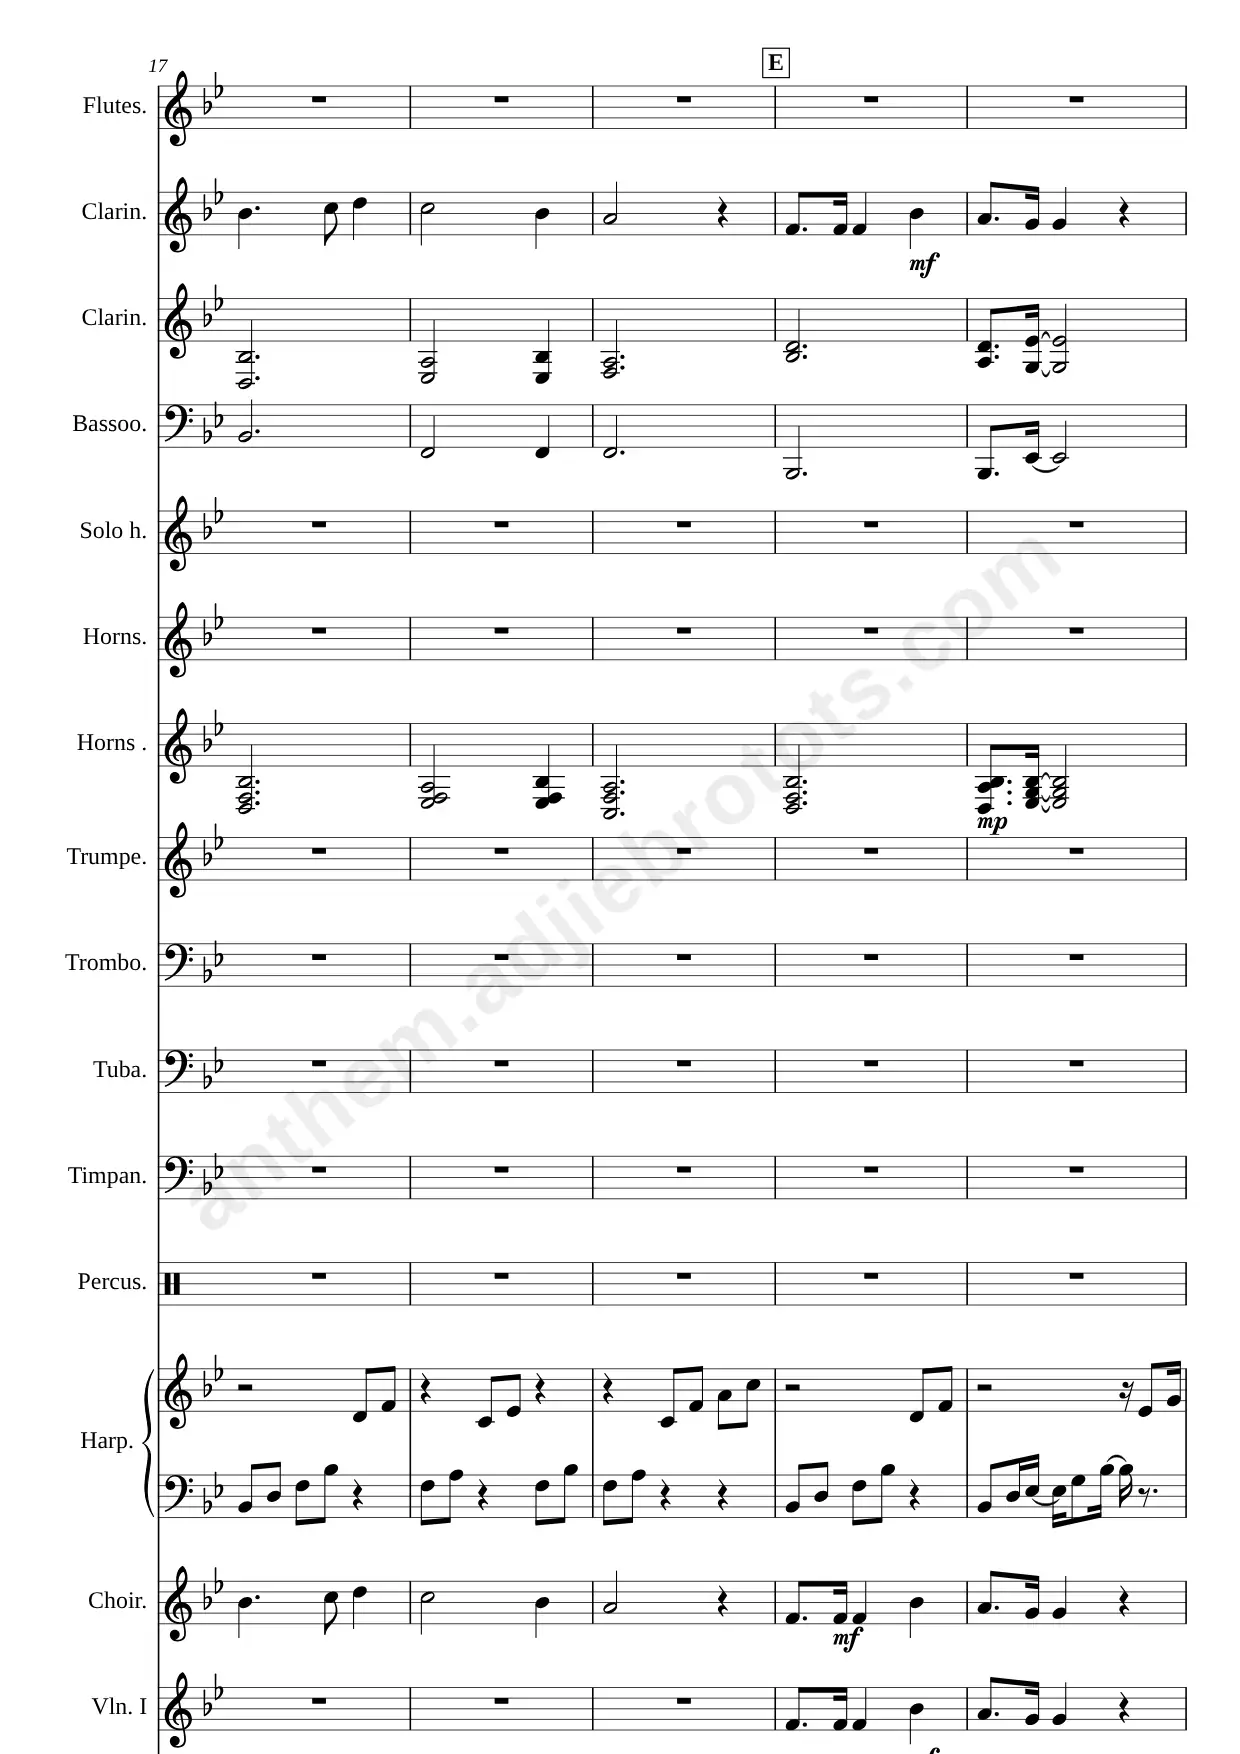 17
E
Flutes.
Clarin.
mf
Clarin.
Bassoo.
Solo h.
Horns.
Horns .
mp
Trumpe.
Trombo.
Tuba.
Timpan.
Percus.
Harp.
Choir.
mf
Vln. I
anthem.adjiebrotots.com